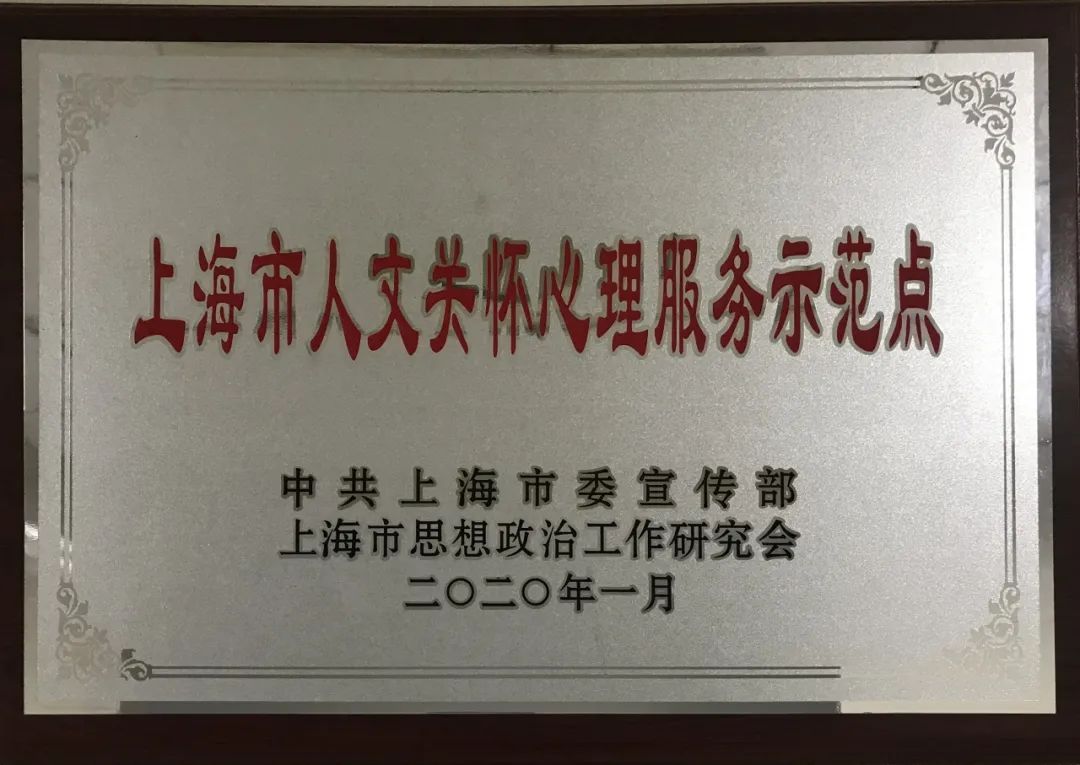 上海市人文关怀心理服务示范点
中共上海市委宣传部
上海市思想政治工作研究会
二〇二〇年一月